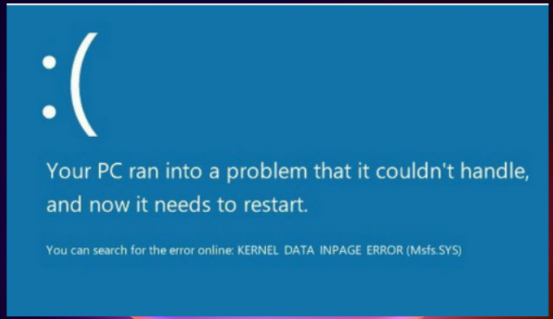 :(
Your PC ran into a problem that it couldn't handle,
and now it needs to restart.
You can search for the error online: KERNEL DATA INPAGE ERROR (Msfs.SYS)